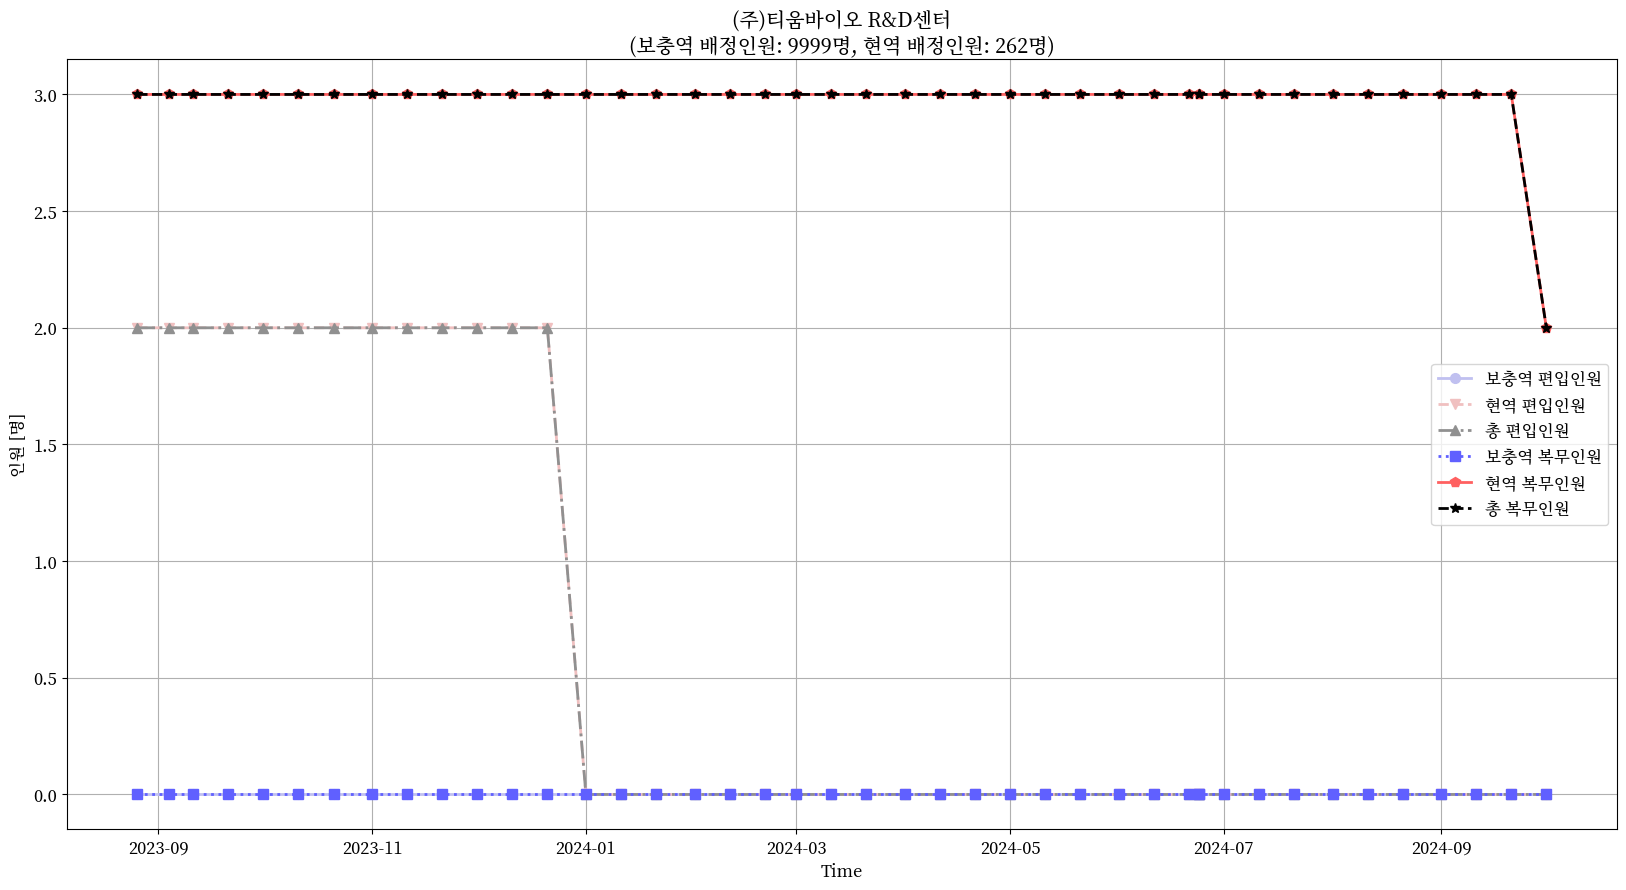 (주)티움바이오 R&D센터
(보충역 배정인원: 9999명, 현역 배정인원: 262명)
3.0
2.5
2.0
1.5
1.0
0.5
0.0
인원 [명]
보충역 편입인원
현역 편입인원
총 편입인원
보충역 복무인원
현역 복무인원
총 복무인원
2023-09 2023-11 2024-01 2024-03 2024-05 2024-07 2024-09
Time